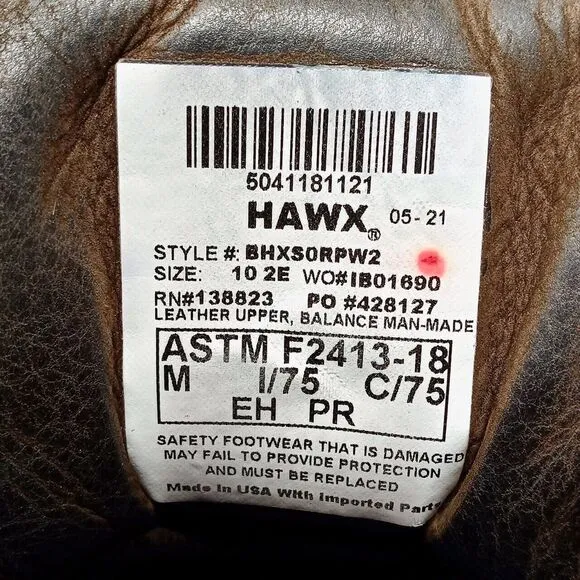 5041181121
HAWX® 05-21
STYLE #: BHXS0RPW2
SIZE: 10 2E WO#IB01690
RN#138823 PO #428127
LEATHER UPPER, BALANCE MAN-MADE
ASTM F2413-18
M I/75 C/75
EH PR
SAFETY FOOTWEAR THAT IS DAMAGED
MAY FAIL TO PROVIDE PROTECTION
AND MUST BE REPLACED
Made In USA With Imported Parts